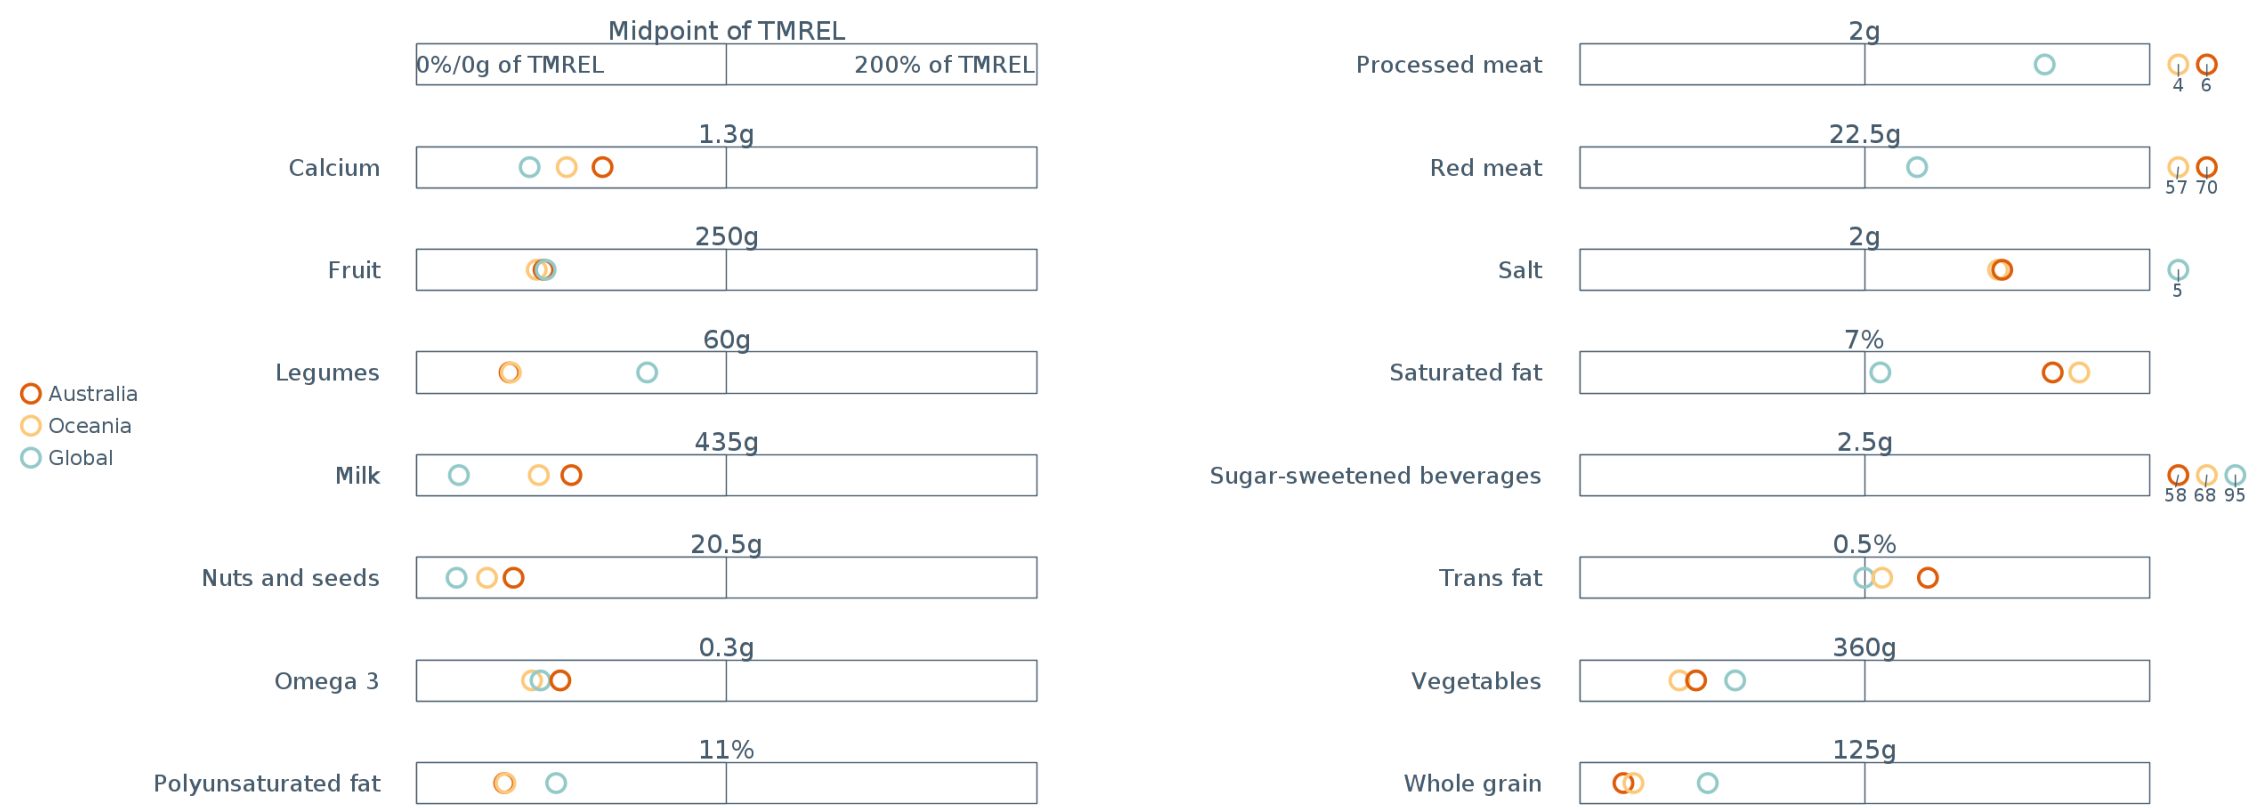 Midpoint of TMREL
0%/0g of TMREL
200% of TMREL
1.3g
Calcium
250g
Fruit
60g
Legumes
435g
Milk
20.5g
Nuts and seeds
0.3g
Omega 3
11%
Polyunsaturated fat
Australia
Oceania
Global
2g
Processed meat
4 6
22.5g
Red meat
57 70
2g
Salt
5
7%
Saturated fat
2.5g
Sugar-sweetened beverages
58 68 95
0.5%
Trans fat
360g
Vegetables
125g
Whole grain